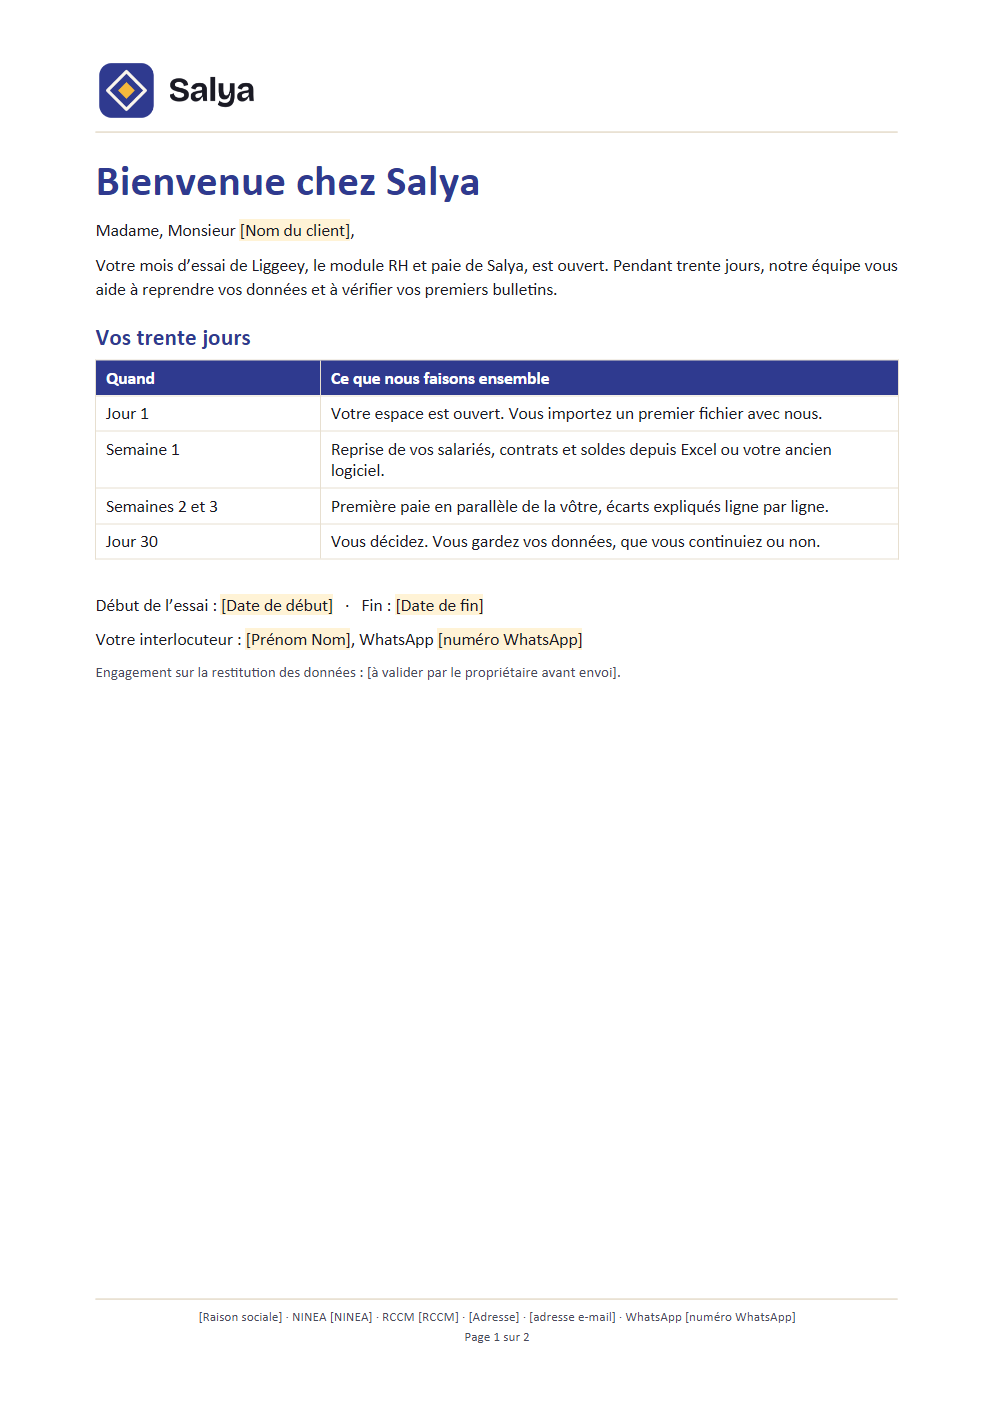 Salya
Bienvenue chez Salya
Madame, Monsieur [Nom du client],
Votre mois d’essai de Liggeey, le module RH et paie de Salya, est ouvert. Pendant trente jours, notre équipe vous
aide à reprendre vos données et à vérifier vos premiers bulletins.
Vos trente jours
Quand
Ce que nous faisons ensemble
Jour 1
Votre espace est ouvert. Vous importez un premier fichier avec nous.
Semaine 1
Reprise de vos salariés, contrats et soldes depuis Excel ou votre ancien
logiciel.
Semaines 2 et 3
Première paie en parallèle de la vôtre, écarts expliqués ligne par ligne.
Jour 30
Vous décidez. Vous gardez vos données, que vous continuiez ou non.
Début de l’essai : [Date de début] · Fin : [Date de fin]
Votre interlocuteur : [Prénom Nom], WhatsApp [numéro WhatsApp]
Engagement sur la restitution des données : [à valider par le propriétaire avant envoi].
[Raison sociale] · NINEA [NINEA] · RCCM [RCCM] · [Adresse] · [adresse e-mail] · WhatsApp [numéro WhatsApp]
Page 1 sur 2